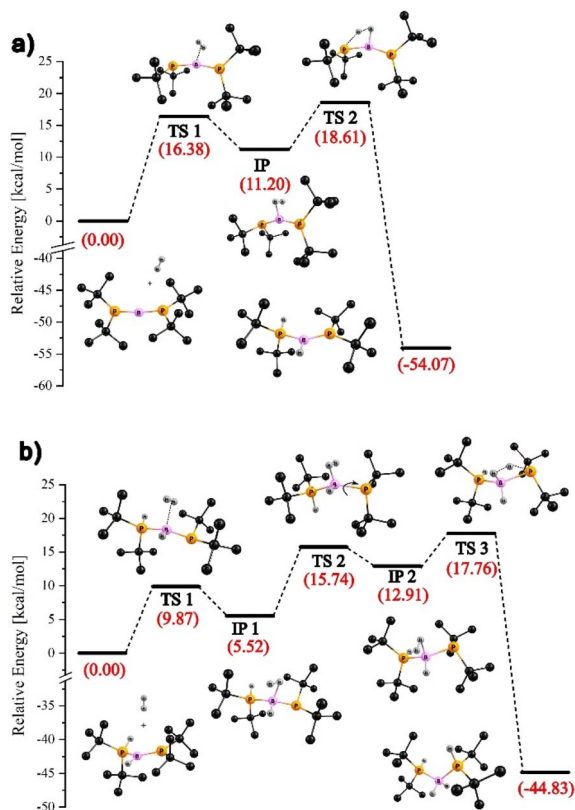 a)
Relative Energy [kcal/mol]
25
20
15
10
5
0
-40
-45
-50
-55
-60
TS 1
(16.38)
IP
(11.20)
TS 2
(18.61)
(0.00)
+
(-54.07)
b)
Relative Energy [kcal/mol]
25
20
15
10
5
0
-35
-40
-45
-50
TS 1
(9.87)
IP 1
(5.52)
TS 2
(15.74)
IP 2
(12.91)
TS 3
(17.76)
(0.00)
+
(-44.83)